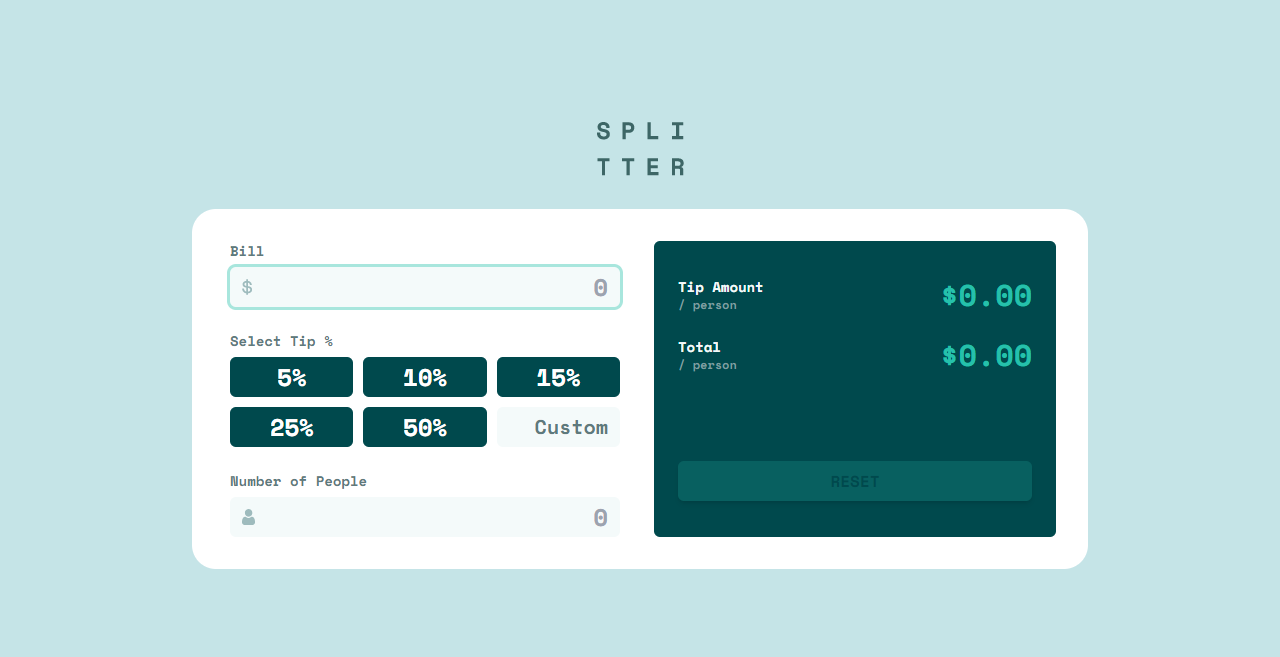 SPLI
TTER
Bill
$ 0
Select Tip %
5% 10% 15%
25% 50% Custom
Number of People
0
Tip Amount
/ person
$0.00
Total
/ person
$0.00
RESET